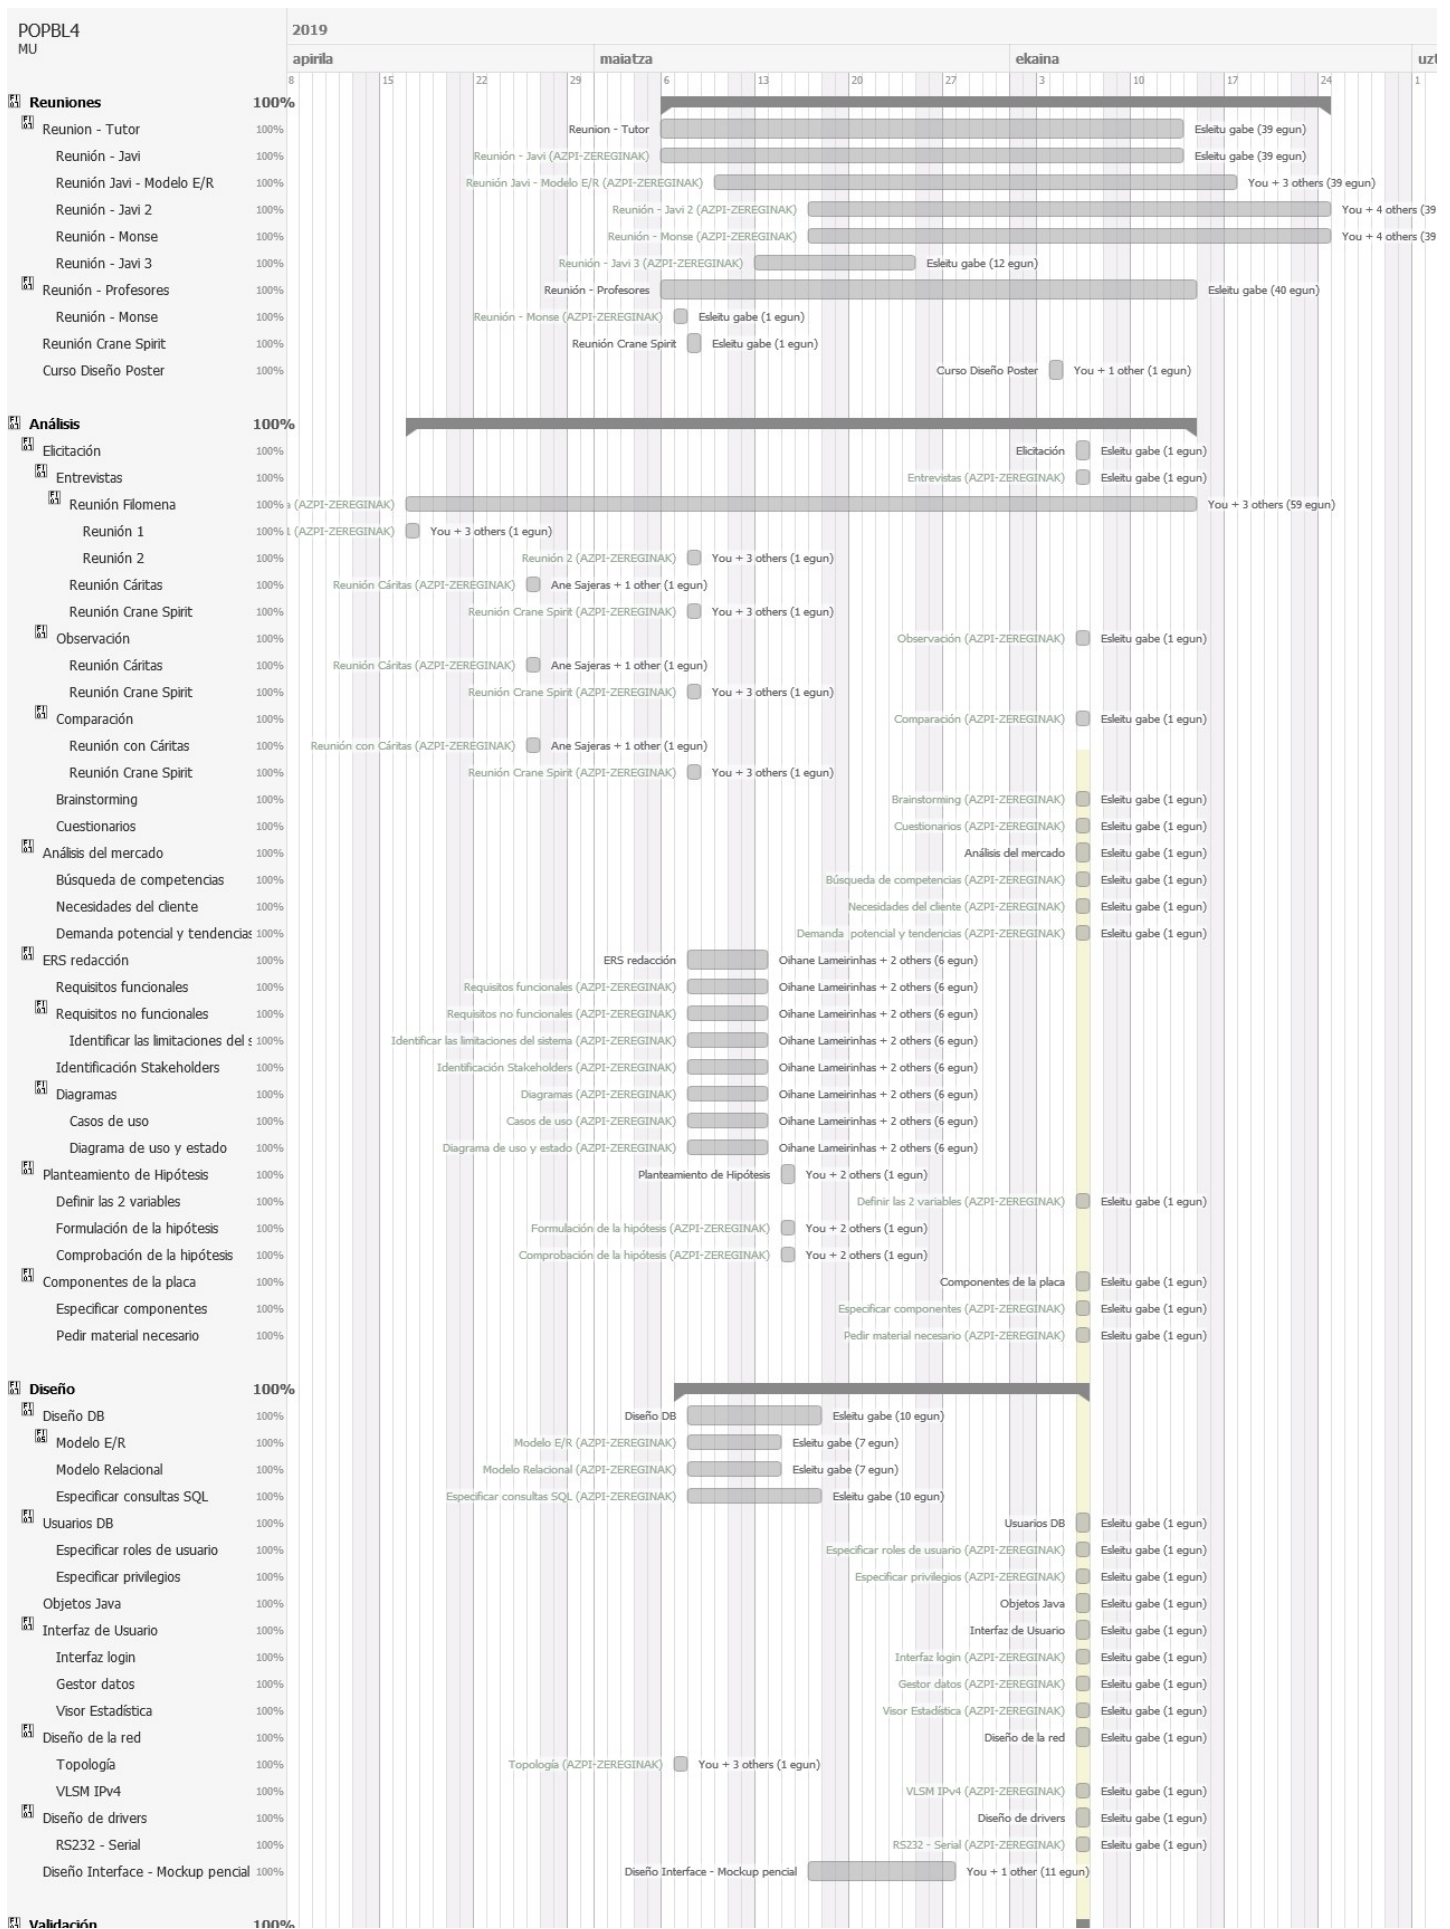 POPBL4
MU
2019
apirila maiatza ekaina uzt
8 15 22 29 6 13 20 27 3 10 17 24 1
Reuniones 100%
Reunion - Tutor 100% Reunion - Tutor Esleitu gabe (39 egun)
Reunión - Javi 100% Reunión - Javi (AZPI-ZEREGINAK) Esleitu gabe (39 egun)
Reunión Javi - Modelo E/R 100% Reunión Javi - Modelo E/R (AZPI-ZEREGINAK) You + 3 others (39 egun)
Reunión - Javi 2 100% Reunión - Javi 2 (AZPI-ZEREGINAK) You + 4 others (39
Reunión - Monse 100% Reunión - Monse (AZPI-ZEREGINAK) You + 4 others (39
Reunión - Javi 3 100% Reunión - Javi 3 (AZPI-ZEREGINAK) Esleitu gabe (12 egun)
Reunión - Profesores 100% Reunión - Profesores Esleitu gabe (40 egun)
Reunión - Monse 100% Reunión - Monse (AZPI-ZEREGINAK) Esleitu gabe (1 egun)
Reunión Crane Spirit 100% Reunión Crane Spirit Esleitu gabe (1 egun)
Curso Diseño Poster 100% Curso Diseño Poster You + 1 other (1 egun)
Análisis 100%
Elicitación 100% Elicitación Esleitu gabe (1 egun)
Entrevistas 100% Entrevistas (AZPI-ZEREGINAK) Esleitu gabe (1 egun)
Reunión Filomena 100% (AZPI-ZEREGINAK) You + 3 others (59 egun)
Reunión 1 100% (AZPI-ZEREGINAK) You + 3 others (1 egun)
Reunión 2 100% Reunión 2 (AZPI-ZEREGINAK) You + 3 others (1 egun)
Reunión Cáritas 100% Reunión Cáritas (AZPI-ZEREGINAK) Ane Sajeras + 1 other (1 egun)
Reunión Crane Spirit 100% Reunión Crane Spirit (AZPI-ZEREGINAK) You + 3 others (1 egun)
Observación 100% Observación (AZPI-ZEREGINAK) Esleitu gabe (1 egun)
Reunión Cáritas 100% Reunión Cáritas (AZPI-ZEREGINAK) Ane Sajeras + 1 other (1 egun)
Reunión Crane Spirit 100% Reunión Crane Spirit (AZPI-ZEREGINAK) You + 3 others (1 egun)
Comparación 100% Comparación (AZPI-ZEREGINAK) Esleitu gabe (1 egun)
Reunión con Cáritas 100% Reunión con Cáritas (AZPI-ZEREGINAK) Ane Sajeras + 1 other (1 egun)
Reunión Crane Spirit 100% Reunión Crane Spirit (AZPI-ZEREGINAK) You + 3 others (1 egun)
Brainstorming 100% Brainstorming (AZPI-ZEREGINAK) Esleitu gabe (1 egun)
Cuestionarios 100% Cuestionarios (AZPI-ZEREGINAK) Esleitu gabe (1 egun)
Análisis del mercado 100% Análisis del mercado Esleitu gabe (1 egun)
Búsqueda de competencias 100% Búsqueda de competencias (AZPI-ZEREGINAK) Esleitu gabe (1 egun)
Necesidades del cliente 100% Necesidades del cliente (AZPI-ZEREGINAK) Esleitu gabe (1 egun)
Demanda potencial y tendencias 100% Demanda potencial y tendencias (AZPI-ZEREGINAK) Esleitu gabe (1 egun)
ERS redacción 100% ERS redacción Oihane Lameirinhas + 2 others (6 egun)
Requisitos funcionales 100% Requisitos funcionales (AZPI-ZEREGINAK) Oihane Lameirinhas + 2 others (6 egun)
Requisitos no funcionales 100% Requisitos no funcionales (AZPI-ZEREGINAK) Oihane Lameirinhas + 2 others (6 egun)
Identificar las limitaciones del s 100% Identificar las limitaciones del sistema (AZPI-ZEREGINAK) Oihane Lameirinhas + 2 others (6 egun)
Identificación Stakeholders 100% Identificación Stakeholders (AZPI-ZEREGINAK) Oihane Lameirinhas + 2 others (6 egun)
Diagramas 100% Diagramas (AZPI-ZEREGINAK) Oihane Lameirinhas + 2 others (6 egun)
Casos de uso 100% Casos de uso (AZPI-ZEREGINAK) Oihane Lameirinhas + 2 others (6 egun)
Diagrama de uso y estado 100% Diagrama de uso y estado (AZPI-ZEREGINAK) Oihane Lameirinhas + 2 others (6 egun)
Planteamiento de Hipótesis 100% Planteamiento de Hipótesis You + 2 others (1 egun)
Definir las 2 variables 100% Definir las 2 variables (AZPI-ZEREGINAK) Esleitu gabe (1 egun)
Formulación de la hipótesis 100% Formulación de la hipótesis (AZPI-ZEREGINAK) You + 2 others (1 egun)
Comprobación de la hipótesis 100% Comprobación de la hipótesis (AZPI-ZEREGINAK) You + 2 others (1 egun)
Componentes de la placa 100% Componentes de la placa Esleitu gabe (1 egun)
Especificar componentes 100% Especificar componentes (AZPI-ZEREGINAK) Esleitu gabe (1 egun)
Pedir material necesario 100% Pedir material necesario (AZPI-ZEREGINAK) Esleitu gabe (1 egun)
Diseño 100%
Diseño DB 100% Diseño DB Esleitu gabe (10 egun)
Modelo E/R 100% Modelo E/R (AZPI-ZEREGINAK) Esleitu gabe (7 egun)
Modelo Relacional 100% Modelo Relacional (AZPI-ZEREGINAK) Esleitu gabe (7 egun)
Especificar consultas SQL 100% Especificar consultas SQL (AZPI-ZEREGINAK) Esleitu gabe (10 egun)
Usuarios DB 100% Usuarios DB Esleitu gabe (1 egun)
Especificar roles de usuario 100% Especificar roles de usuario (AZPI-ZEREGINAK) Esleitu gabe (1 egun)
Especificar privilegios 100% Especificar privilegios (AZPI-ZEREGINAK) Esleitu gabe (1 egun)
Objetos Java 100% Objetos Java Esleitu gabe (1 egun)
Interfaz de Usuario 100% Interfaz de Usuario Esleitu gabe (1 egun)
Interfaz login 100% Interfaz login (AZPI-ZEREGINAK) Esleitu gabe (1 egun)
Gestor datos 100% Gestor datos (AZPI-ZEREGINAK) Esleitu gabe (1 egun)
Visor Estadística 100% Visor Estadística (AZPI-ZEREGINAK) Esleitu gabe (1 egun)
Diseño de la red 100% Diseño de la red Esleitu gabe (1 egun)
Topología 100% Topología (AZPI-ZEREGINAK) You + 3 others (1 egun)
VLSM IPv4 100% VLSM IPv4 (AZPI-ZEREGINAK) Esleitu gabe (1 egun)
Diseño de drivers 100% Diseño de drivers Esleitu gabe (1 egun)
RS232 - Serial 100% RS232 - Serial (AZPI-ZEREGINAK) Esleitu gabe (1 egun)
Diseño Interface - Mockup pencial 100% Diseño Interface - Mockup pencial You + 1 other (11 egun)
Validación 100%